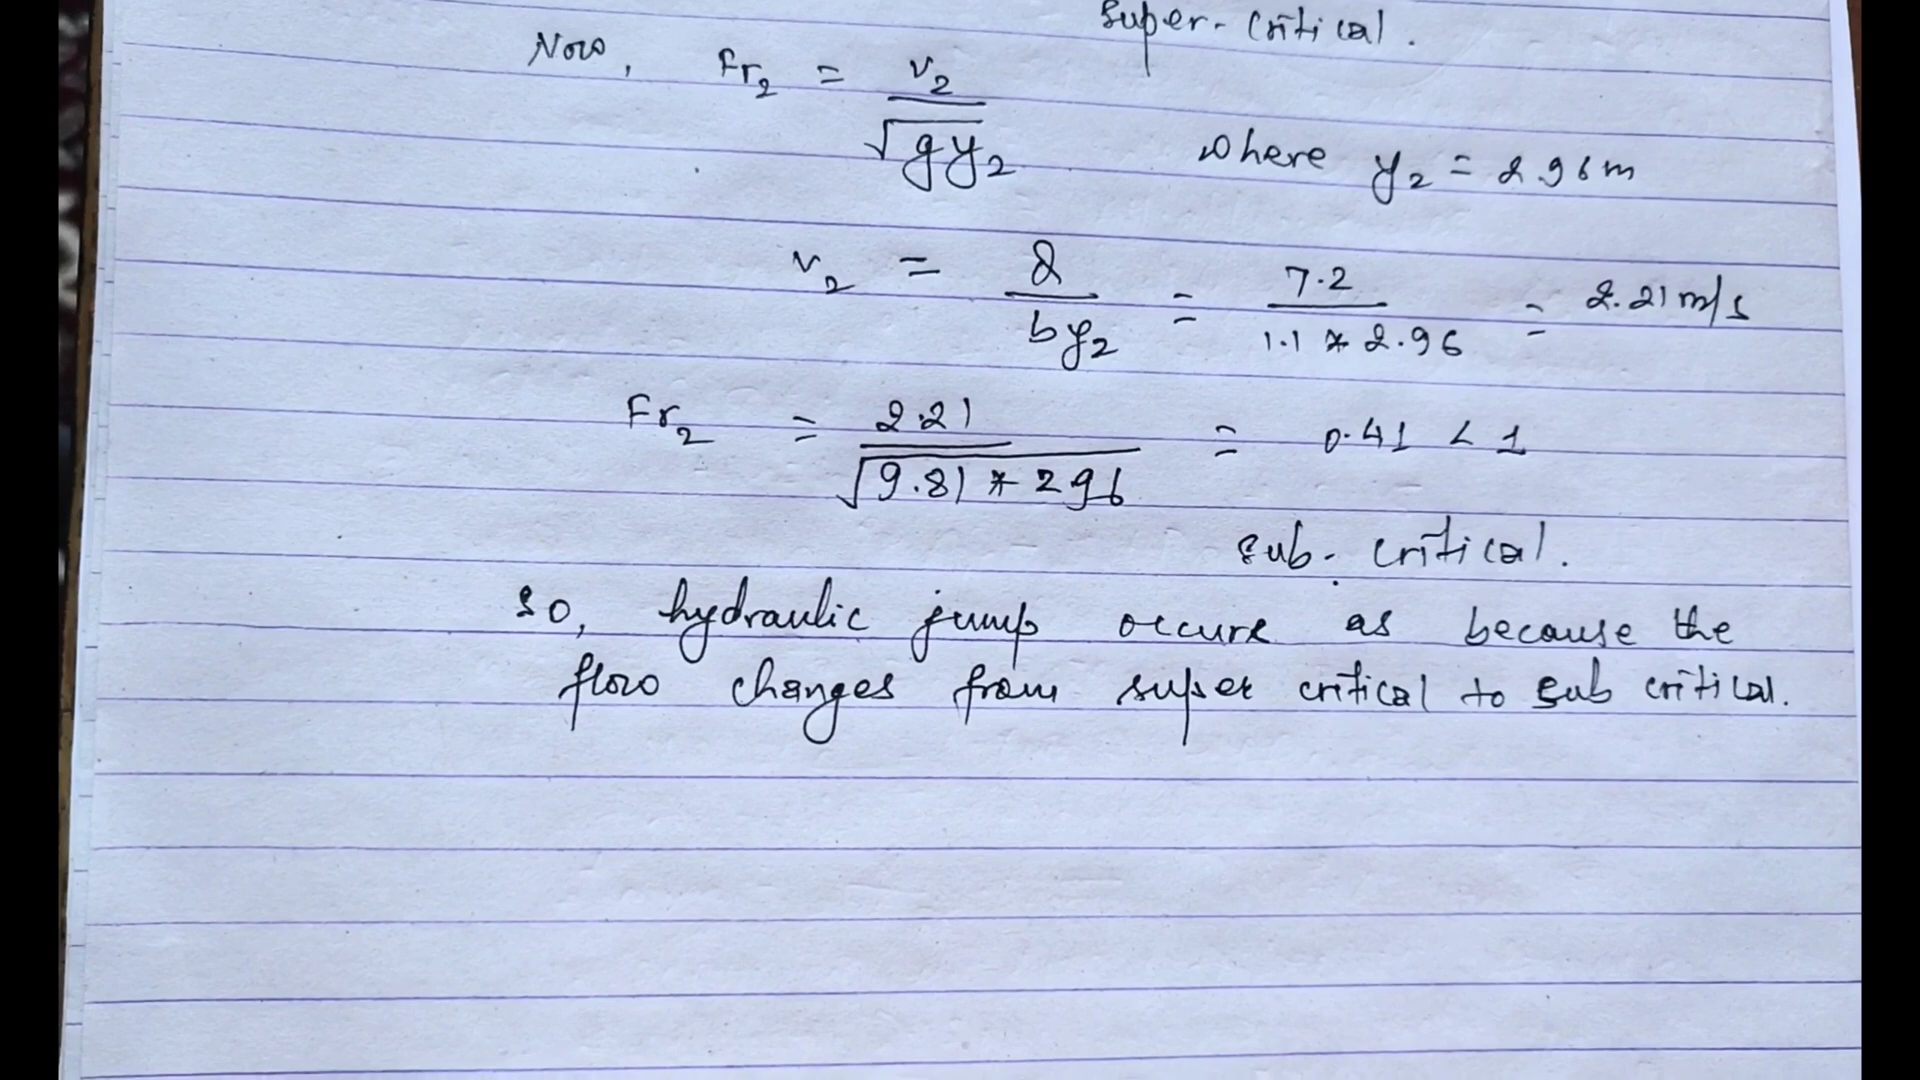 super-critical.
Now, Fr₂ = v₂ / √gy₂
where y₂ = 2.96m
v₂ = Q / by₂ = 7.2 / 1.1 * 2.96 = 2.21 m/s
Fr₂ = 2.21 / √9.81 * 2.96 = 0.41 < 1
sub-critical.
so, hydraulic jump occurs as because the
flow changes from super critical to sub critical.